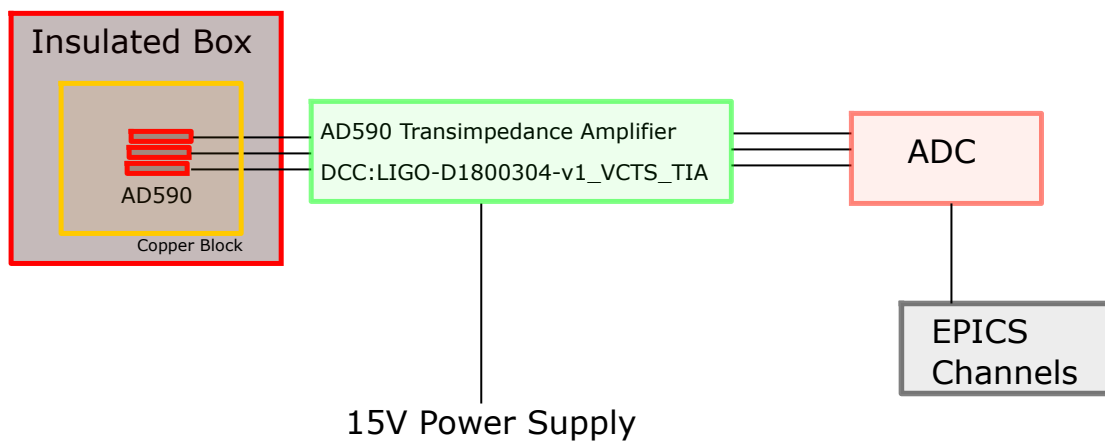 Insulated Box
AD590
Copper Block
AD590 Transimpedance Amplifier
DCC:LIGO-D1800304-v1_VCTS_TIA
ADC
EPICS
Channels
15V Power Supply